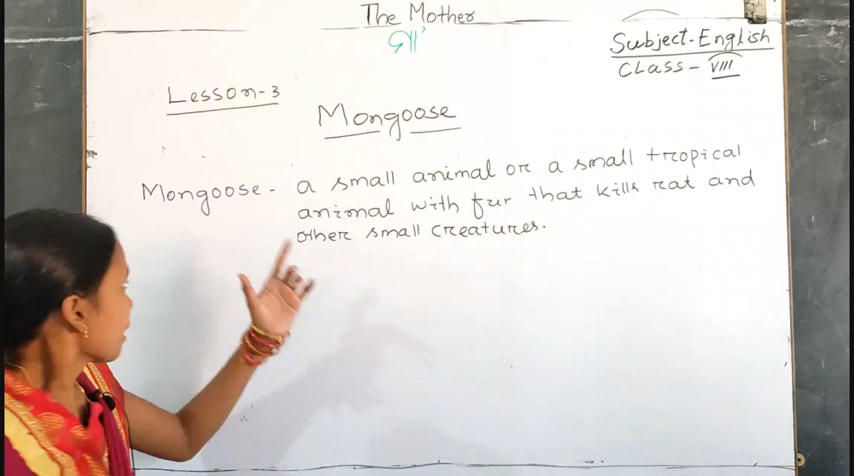 The Mother
ମା
Subject-English
Class- VIII
Lesson-3
Mongoose
Mongoose - a small animal or a small tropical
animal with fur that kills rat and
other small creatures.